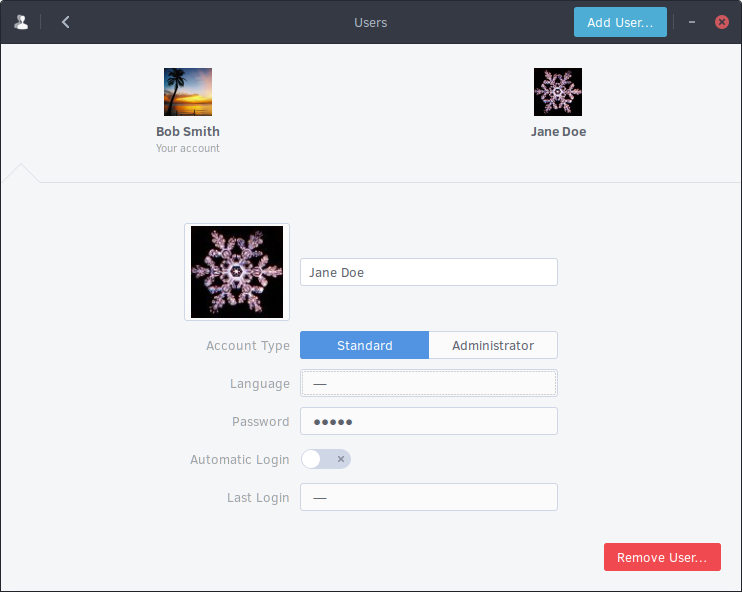 Users
Add User...
Bob Smith
Your account
Jane Doe
Jane Doe
Account Type Standard Administrator
Language —
Password ●●●●●
Automatic Login
Last Login —
Remove User...